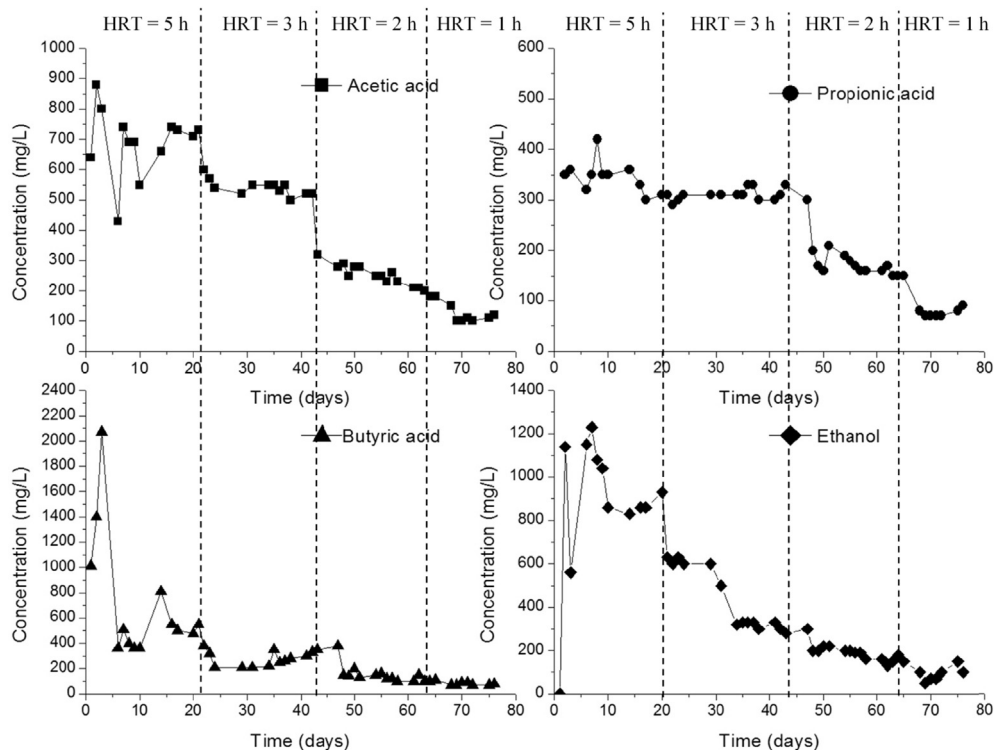 HRT = 5 h HRT = 3 h HRT = 2 h HRT = 1 h
HRT = 5 h HRT = 3 h HRT = 2 h HRT = 1 h
1000
900
800
700
600
500
400
300
200
100
0
Concentration (mg/L)
Acetic acid
0 10 20 30 40 50 60 70 80
Time (days)
600
500
400
300
200
100
0
Concentration (mg/L)
Propionic acid
0 10 20 30 40 50 60 70 80
Time (days)
2400
2200
2000
1800
1600
1400
1200
1000
800
600
400
200
0
Concentration (mg/L)
Butyric acid
0 10 20 30 40 50 60 70 80
Time (days)
1400
1200
1000
800
600
400
200
0
Concentration (mg/L)
Ethanol
0 10 20 30 40 50 60 70 80
Time (days)